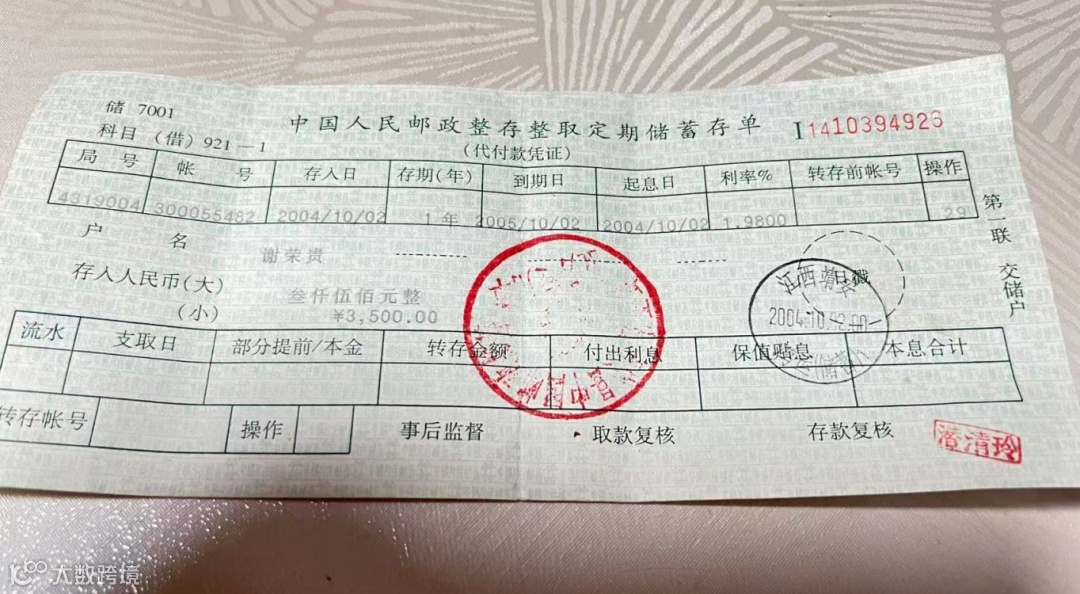 储 7001
中国人民邮政整存整取定期储蓄存单
I1410394926
科目(借)921—1
(代付款凭证)
局号 帐号 存入日 存期(年) 到期日 起息日 利率% 转存前帐号 操作
4319004 300055482 2004/10/02 1年 2005/10/02 2004/10/02 1.9800 29
第一联 交储户
户名 谢荣贵
存入人民币(大) 叁仟伍佰元整
(小) ¥3,500.00
日戳
江西
2004.10.02
流水 支取日 部分提前/本金 转存金额 付出利息 保值贴息 本息合计
转存帐号 操作 事后监督 取款复核 存款复核
清玲
大数跨境